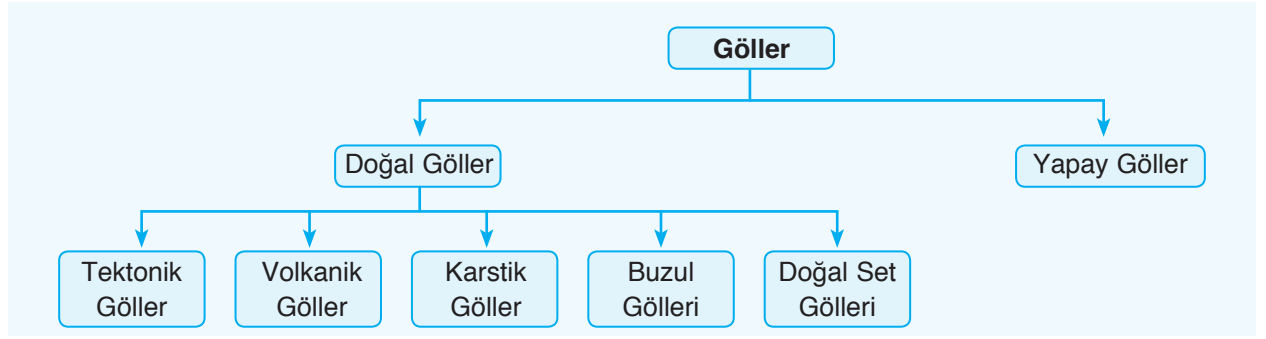 Göller
Doğal Göller
Yapay Göller
Tektonik
Göller
Volkanik
Göller
Karstik
Göller
Buzul
Gölleri
Doğal Set
Gölleri